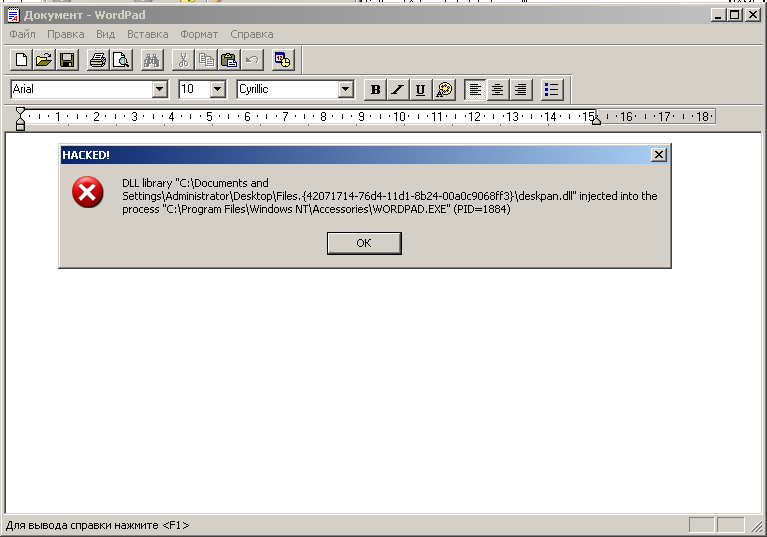 Документ - WordPad
Файл Правка Вид Вставка Формат Справка
Arial 10 Cyrillic B I U
1 2 3 4 5 6 7 8 9 10 11 12 13 14 15 16 17 18
HACKED!
DLL library "C:\Documents and
Settings\Administrator\Desktop\Files.{42071714-76d4-11d1-8b24-00a0c9068ff3}\deskpan.dll" injected into the
process "C:\Program Files\Windows NT\Accessories\WORDPAD.EXE" (PID=1884)
OK
Для вывода справки нажмите <F1>